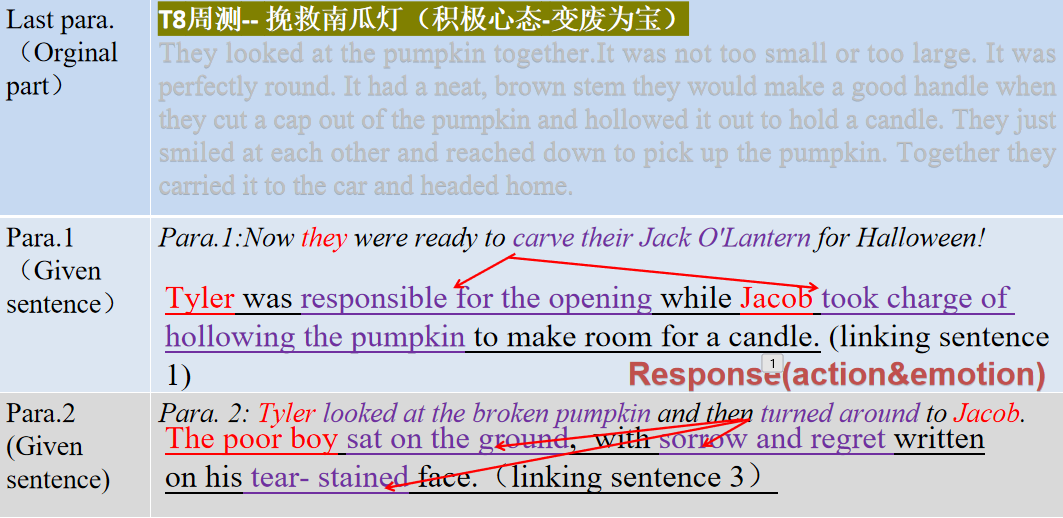 Last para.
（Orginal
part）
T8周测-- 挽救南瓜灯（积极心态-变废为宝）
They looked at the pumpkin together.It was not too small or too large. It was
perfectly round. It had a neat, brown stem they would make a good handle when
they cut a cap out of the pumpkin and hollowed it out to hold a candle. They just
smiled at each other and reached down to pick up the pumpkin. Together they
carried it to the car and headed home.
Para.1
（Given
sentence）
Para.1:Now they were ready to carve their Jack O'Lantern for Halloween!
Tyler was responsible for the opening while Jacob took charge of
hollowing the pumpkin to make room for a candle. (linking sentence
1)
Response(action&emotion)
1
Para.2
(Given
sentence)
Para. 2: Tyler looked at the broken pumpkin and then turned around to Jacob.
The poor boy sat on the ground, with sorrow and regret written
on his tear- stained face.（linking sentence 3）